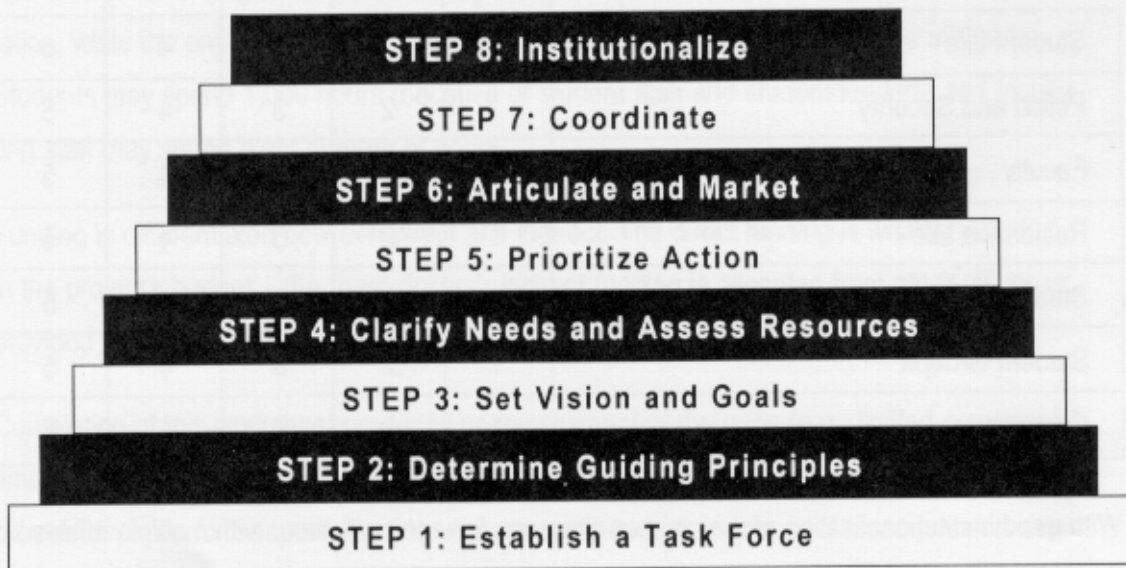 STEP 8: Institutionalize
STEP 7: Coordinate
STEP 6: Articulate and Market
STEP 5: Prioritize Action
STEP 4: Clarify Needs and Assess Resources
STEP 3: Set Vision and Goals
STEP 2: Determine Guiding Principles
STEP 1: Establish a Task Force